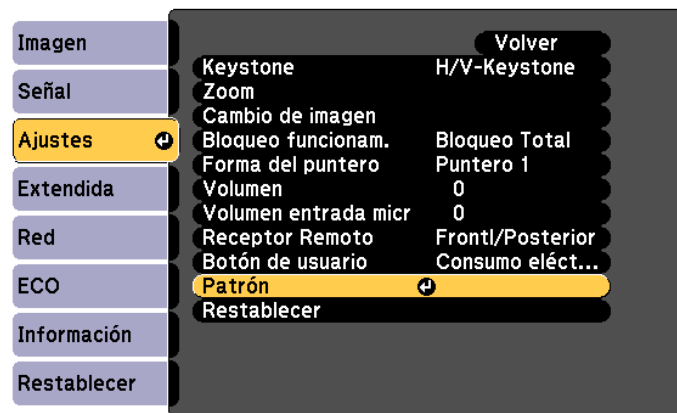 Imagen
Señal
Ajustes
Extendida
Red
ECO
Información
Restablecer
Volver
Keystone H/V-Keystone
Zoom
Cambio de imagen
Bloqueo funcionam. Bloqueo Total
Forma del puntero Puntero 1
Volumen 0
Volumen entrada micr 0
Receptor Remoto Frontl/Posterior
Botón de usuario Consumo eléct...
Patrón
Restablecer